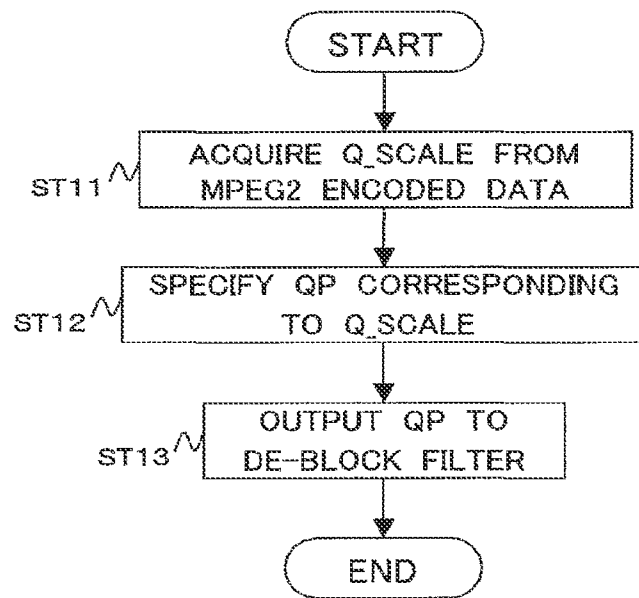 START
ST11
ACQUIRE Q_SCALE FROM
MPEG2 ENCODED DATA
ST12
SPECIFY QP CORRESPONDING
TO Q_SCALE
ST13
OUTPUT QP TO
DE-BLOCK FILTER
END